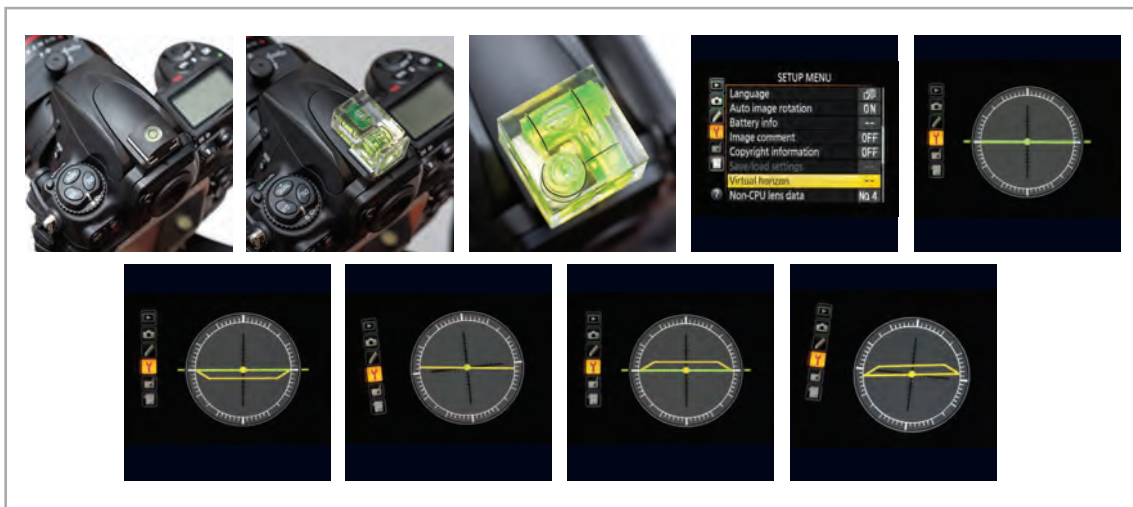 SETUP MENU
Language
Auto image rotation ON
Battery info --
Image comment OFF
Copyright information OFF
Save/load settings
Virtual horizon --
? Non-CPU lens data No 4